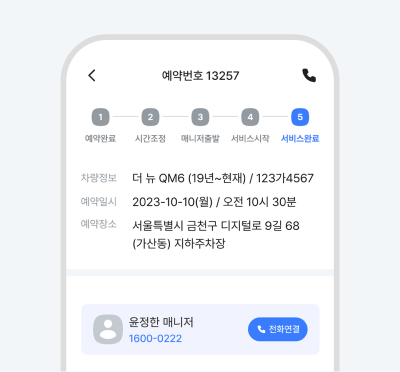 예약번호 13257
1 2 3 4 5
예약완료 시간조정 매니저출발 서비스시작 서비스완료
차량정보 더 뉴 QM6 (19년~현재) / 123가4567
예약일시 2023-10-10(월) / 오전 10시 30분
예약장소 서울특별시 금천구 디지털로 9길 68
(가산동) 지하주차장
윤정한 매니저
1600-0222
전화연결